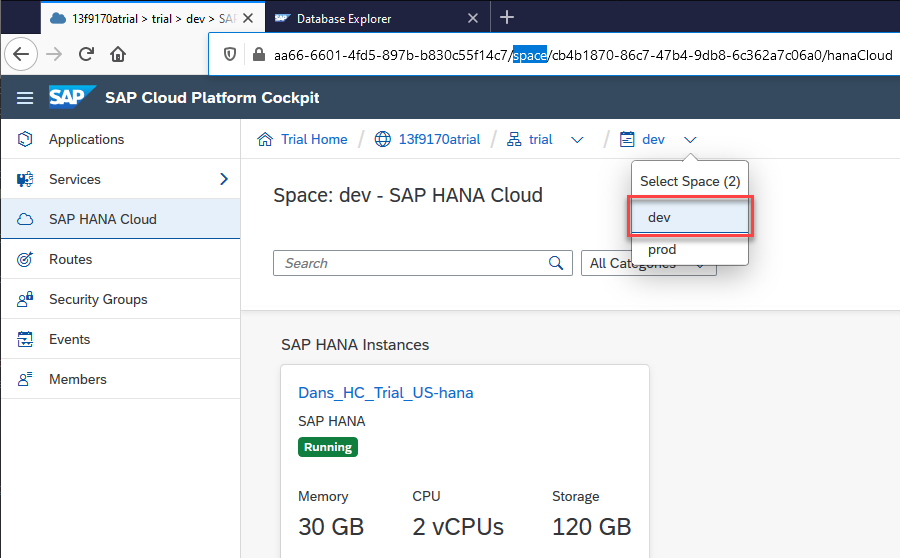 13f9170atrial > trial > dev > SA
Database Explorer
aa66-6601-4fd5-897b-b830c55f14c7/space/cb4b1870-86c7-47b4-9db8-6c362a7c06a0/hanaCloud
SAP SAP Cloud Platform Cockpit
Applications
Services
SAP HANA Cloud
Routes
Security Groups
Events
Members
Trial Home / 13f9170atrial / trial / dev
Select Space (2)
dev
prod
Space: dev - SAP HANA Cloud
Search
All Categories
SAP HANA Instances
Dans_HC_Trial_US-hana
SAP HANA
Running
Memory CPU Storage
30 GB 2 vCPUs 120 GB